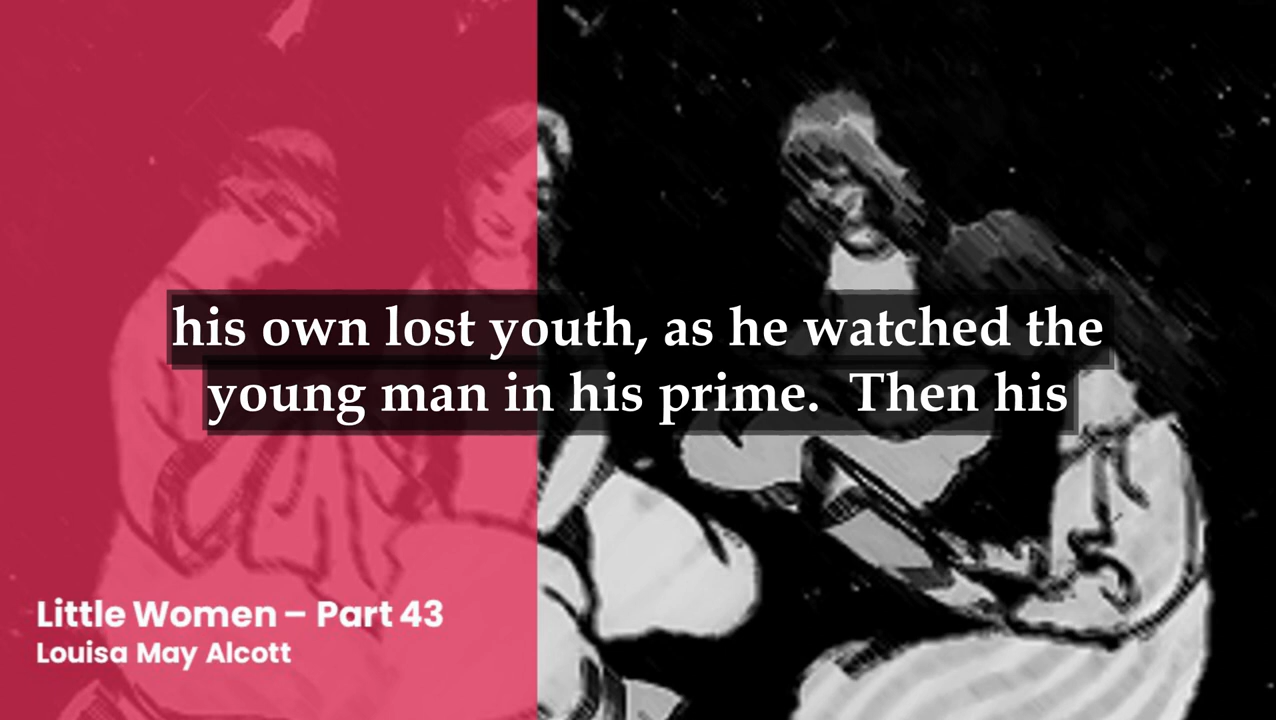 his own lost youth, as he watched the
young man in his prime.  Then his
Little Women – Part 43
Louisa May Alcott